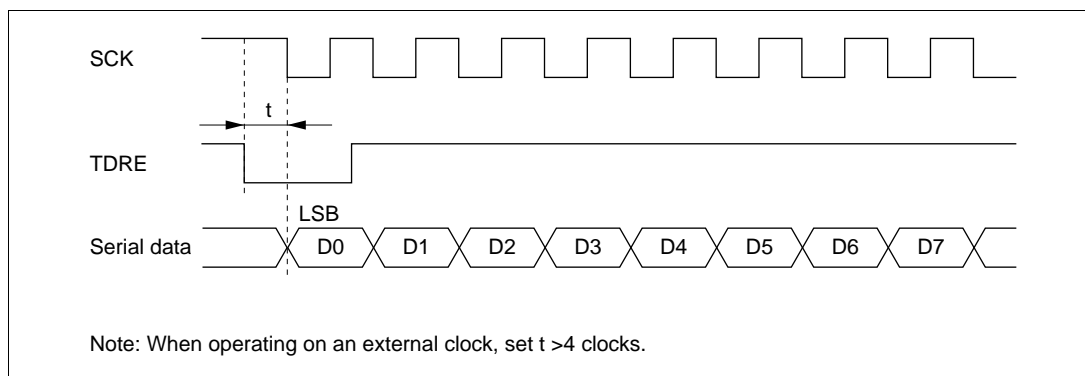 SCK
t
TDRE
LSB
Serial data
D0 D1 D2 D3 D4 D5 D6 D7
Note: When operating on an external clock, set t >4 clocks.